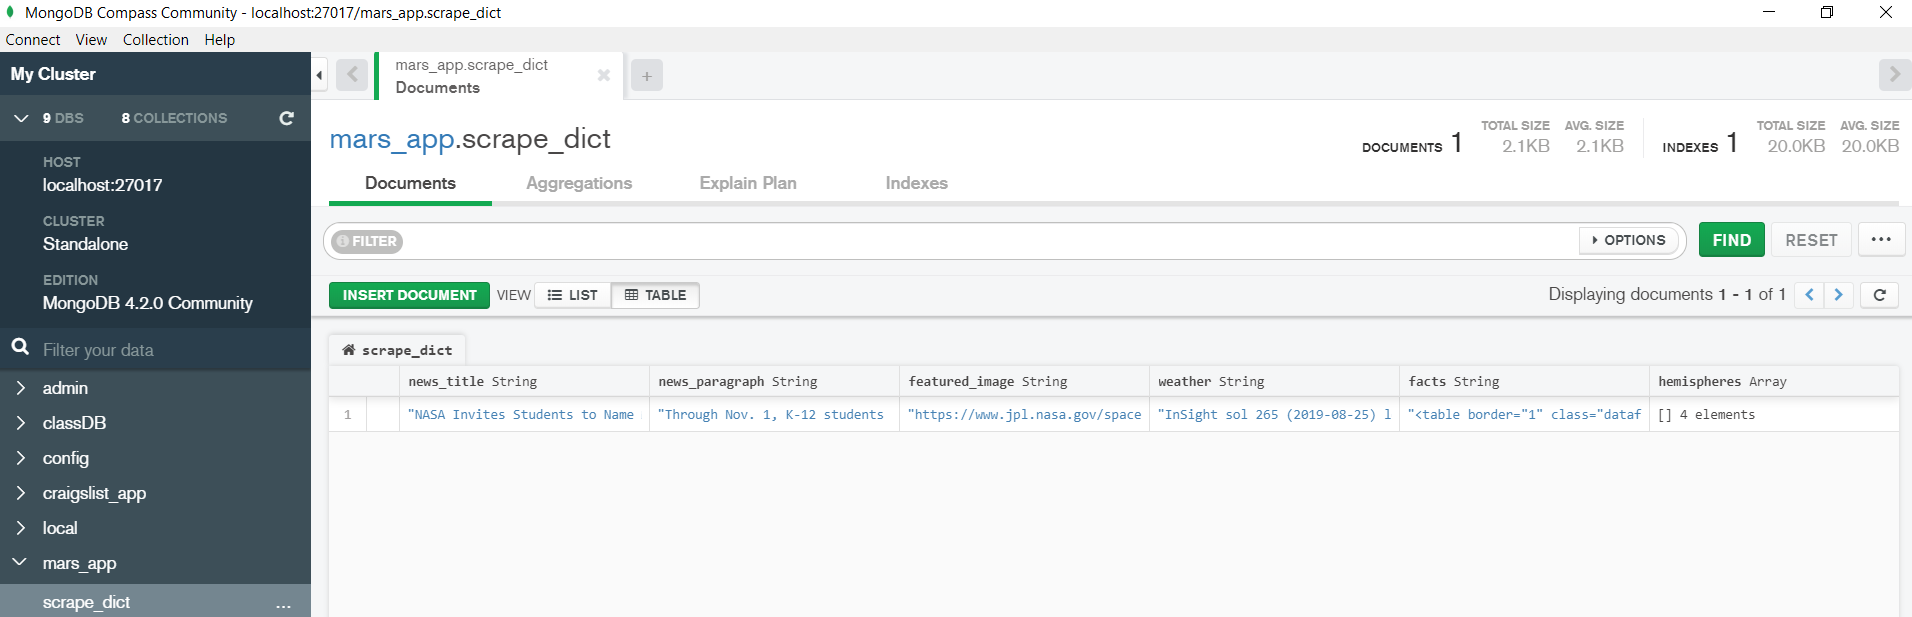 MongoDB Compass Community - localhost:27017/mars_app.scrape_dict
Connect View Collection Help
My Cluster
9 DBS 8 COLLECTIONS
HOST
localhost:27017
CLUSTER
Standalone
EDITION
MongoDB 4.2.0 Community
Filter your data
admin
classDB
config
craigslist_app
local
mars_app
scrape_dict ...
mars_app.scrape_dict
Documents
mars_app.scrape_dict
DOCUMENTS 1 TOTAL SIZE 2.1KB AVG. SIZE 2.1KB INDEXES 1 TOTAL SIZE 20.0KB AVG. SIZE 20.0KB
Documents Aggregations Explain Plan Indexes
FILTER OPTIONS FIND RESET ...
INSERT DOCUMENT VIEW LIST TABLE Displaying documents 1 - 1 of 1
scrape_dict
news_title String news_paragraph String featured_image String weather String facts String hemispheres Array
1 "NASA Invites Students to Name "Through Nov. 1, K-12 students "https://www.jpl.nasa.gov/space "InSight sol 265 (2019-08-25) l "<table border="1" class="dataf [] 4 elements